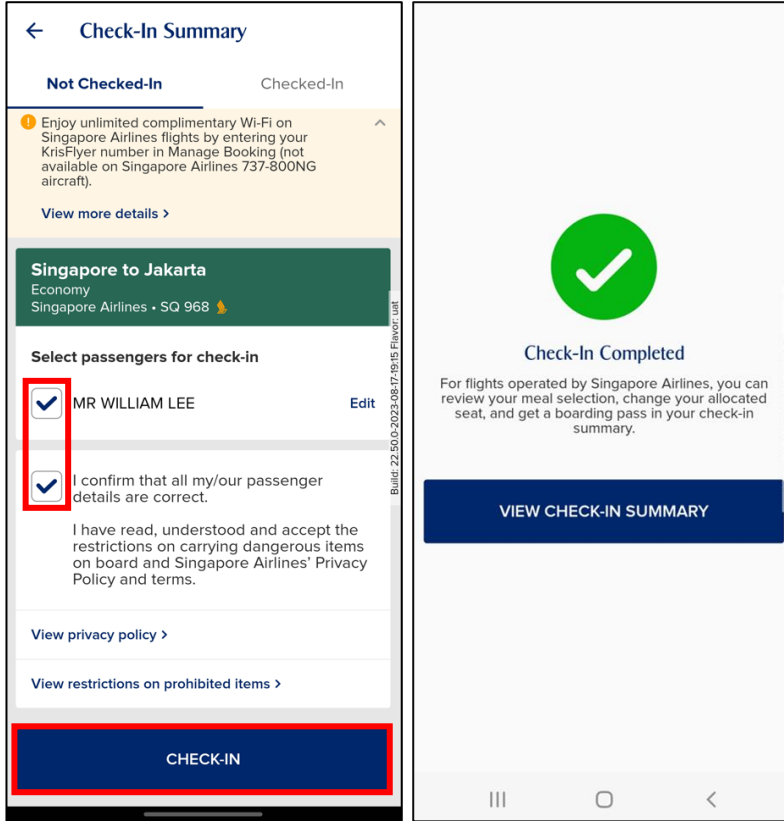 Check-In Summary
Not Checked-In
Checked-In
Enjoy unlimited complimentary Wi-Fi on
Singapore Airlines flights by entering your
KrisFlyer number in Manage Booking (not
available on Singapore Airlines 737-800NG
aircraft).
View more details >
Singapore to Jakarta
Economy
Singapore Airlines • SQ 968
Select passengers for check-in
MR WILLIAM LEE
Edit
I confirm that all my/our passenger
details are correct.
I have read, understood and accept the
restrictions on carrying dangerous items
on board and Singapore Airlines’ Privacy
Policy and terms.
View privacy policy >
View restrictions on prohibited items >
CHECK-IN
Build: 22.50.0-2023-08-17-19:15 Flavor: uat
Check-In Completed
For flights operated by Singapore Airlines, you can
review your meal selection, change your allocated
seat, and get a boarding pass in your check-in
summary.
VIEW CHECK-IN SUMMARY